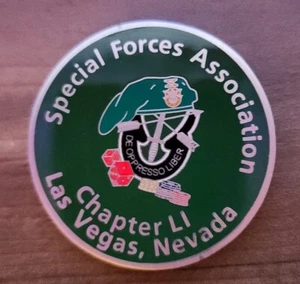 Special Forces Association
DE OPPRESSO LIBER
Chapter LI
Las Vegas, Nevada